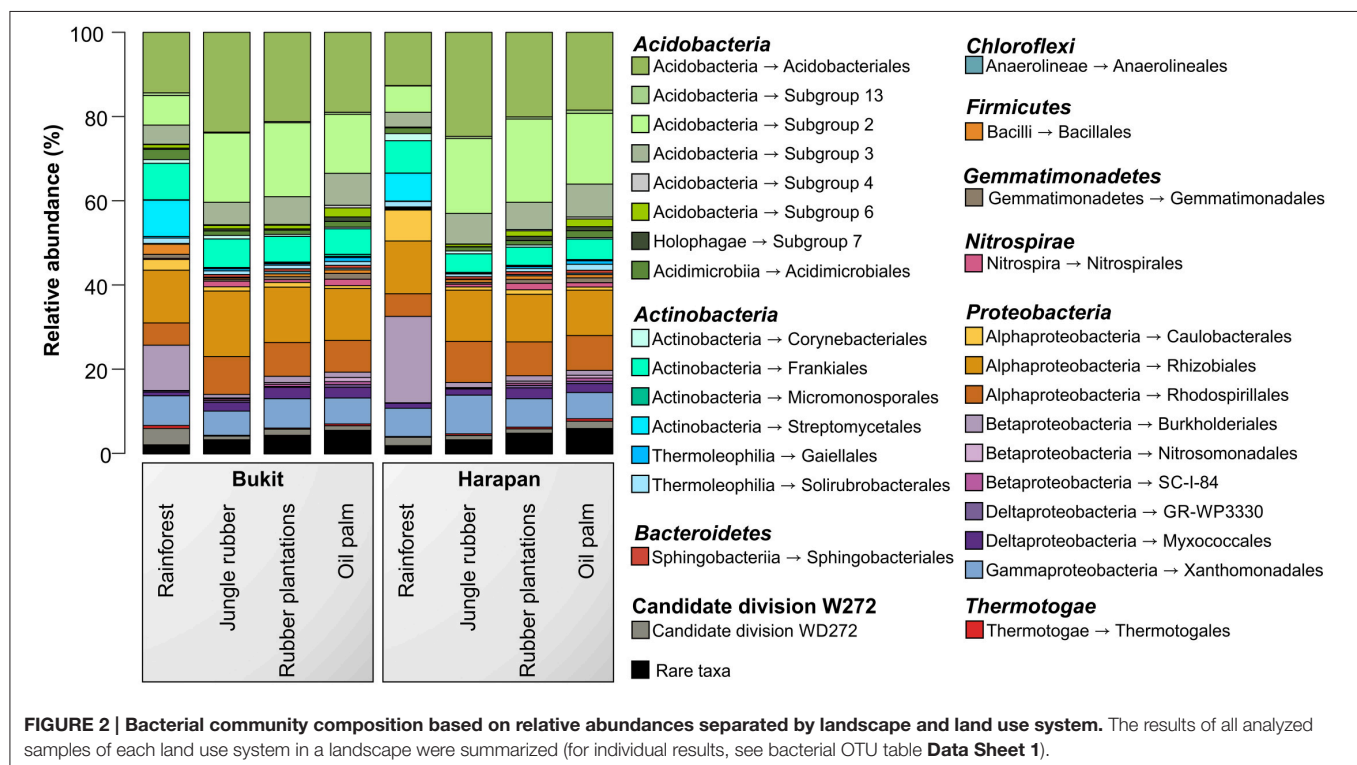 100
80
60
40
20
0
Relative abundance (%)
Bukit
Harapan
Rainforest
Jungle rubber
Rubber plantations
Oil palm
Rainforest
Jungle rubber
Rubber plantations
Oil palm
Acidobacteria
Acidobacteria → Acidobacteriales
Acidobacteria → Subgroup 13
Acidobacteria → Subgroup 2
Acidobacteria → Subgroup 3
Acidobacteria → Subgroup 4
Acidobacteria → Subgroup 6
Holophagae → Subgroup 7
Acidimicrobiia → Acidimicrobiales
Actinobacteria
Actinobacteria → Corynebacteriales
Actinobacteria → Frankiales
Actinobacteria → Micromonosporales
Actinobacteria → Streptomycetales
Thermoleophilia → Gaiellales
Thermoleophilia → Solirubrobacterales
Bacteroidetes
Sphingobacteriia → Sphingobacteriales
Candidate division W272
Candidate division WD272
Rare taxa
Chloroflexi
Anaerolineae → Anaerolineales
Firmicutes
Bacilli → Bacillales
Gemmatimonadetes
Gemmatimonadetes → Gemmatimonadales
Nitrospirae
Nitrospira → Nitrospirales
Proteobacteria
Alphaproteobacteria → Caulobacterales
Alphaproteobacteria → Rhizobiales
Alphaproteobacteria → Rhodospirillales
Betaproteobacteria → Burkholderiales
Betaproteobacteria → Nitrosomonadales
Betaproteobacteria → SC-I-84
Deltaproteobacteria → GR-WP3330
Deltaproteobacteria → Myxococcales
Gammaproteobacteria → Xanthomonadales
Thermotogae
Thermotogae → Thermotogales
FIGURE 2 | Bacterial community composition based on relative abundances separated by landscape and land use system. The results of all analyzed
samples of each land use system in a landscape were summarized (for individual results, see bacterial OTU table Data Sheet 1).